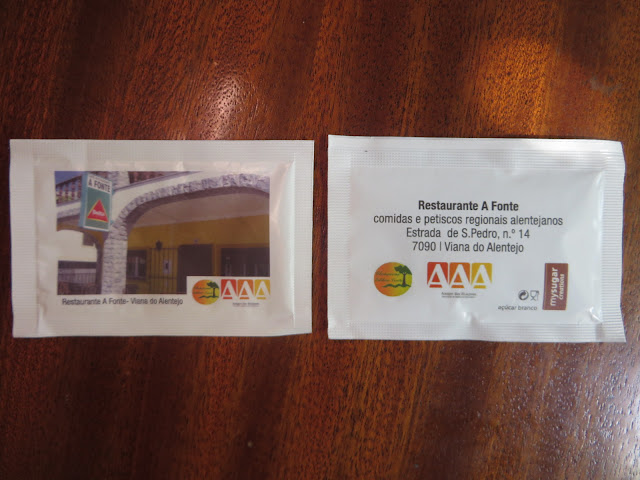 A FONTE
Restaurante A Fonte- Viana do Alentejo
AAA
Restaurante A Fonte
comidas e petiscos regionais alentejanos
Estrada de S.Pedro, n.º 14
7090 | Viana do Alentejo
AAA
açúcar branco
mysugar